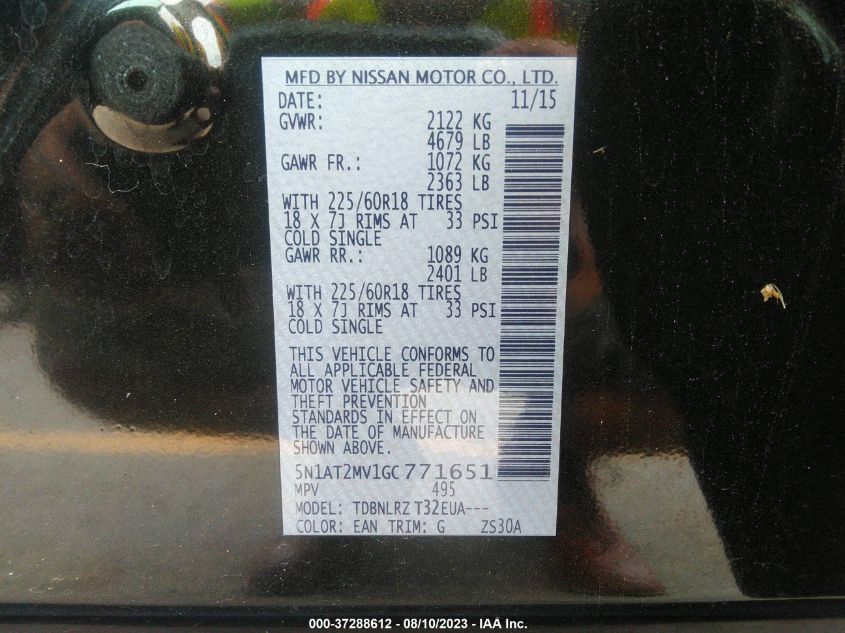 MFD BY NISSAN MOTOR CO., LTD.
DATE: 11/15
GVWR: 2122 KG
4679 LB
GAWR FR.: 1072 KG
2363 LB
WITH 225/60R18 TIRES
18 X 7J RIMS AT 33 PSI
COLD SINGLE
GAWR RR.: 1089 KG
2401 LB
WITH 225/60R18 TIRES
18 X 7J RIMS AT 33 PSI
COLD SINGLE
THIS VEHICLE CONFORMS TO
ALL APPLICABLE FEDERAL
MOTOR VEHICLE SAFETY AND
THEFT PREVENTION
STANDARDS IN EFFECT ON
THE DATE OF MANUFACTURE
SHOWN ABOVE.
5N1AT2MV1GC771651
MPV 495
MODEL: TDBNLRZ T32EUA---
COLOR: EAN TRIM: G ZS30A
000-37288612 - 08/10/2023 - IAA Inc.